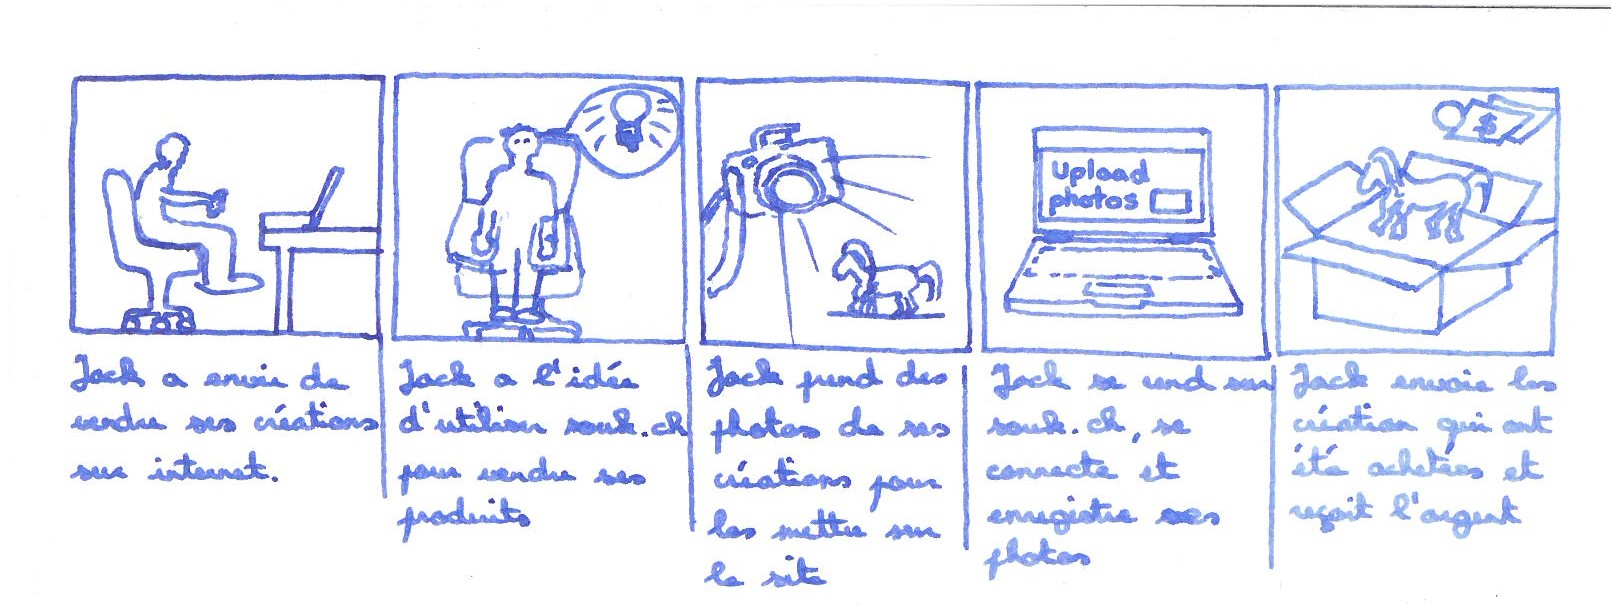 Upload
photos
$
Jack a envie de
vendre ses créations
sur internet.
Jack a l'idée
d'utiliser souk.ch
pour vendre ses
produits
Jack prend des
photos de ses
créations pour
les mettre sur
le site
Jack se rend sur
souk.ch, se
connecte et
enregistre ses
photos
Jack envoie les
création qui ont
été achetées et
reçoit l'argent